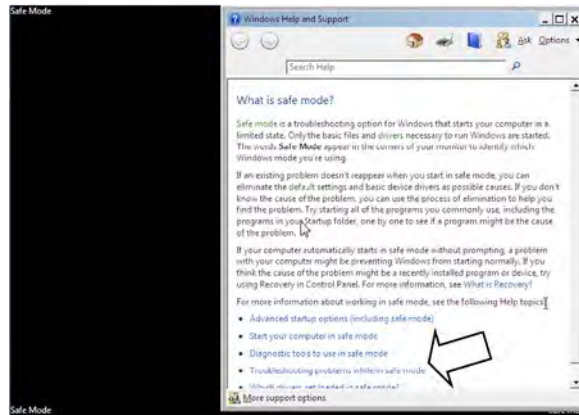 Safe Mode
Windows Help and Support
Ask Options
Search Help
What is safe mode?
Safe mode is a troubleshooting option for Windows that starts your computer in a
limited state. Only the basic files and drivers necessary to run Windows are started.
The words Safe Mode appear in the corners of your monitor to identify which
Windows mode you're using.
If an existing problem doesn't reappear when you start in safe mode, you can
eliminate the default settings and basic device drivers as possible causes. If you don't
know the cause of the problem, you can use the process of elimination to help you
find the problem. Try starting all of the programs you commonly use, including the
programs in your Startup folder, one by one to see if a program might be the cause
of the problem.
If your computer automatically starts in safe mode without prompting, a problem
with your computer might be preventing Windows from starting normally. If you
think the cause of the problem might be a recently installed program or device, try
using Recovery in Control Panel. For more information, see What is Recovery?
For more information about working in safe mode, see the following Help topics:
Advanced startup options (including safe mode)
Start your computer in safe mode
Diagnostic tools to use in safe mode
Troubleshooting problems while in safe mode
Which drivers get loaded in safe mode?
More support options
Safe Mode